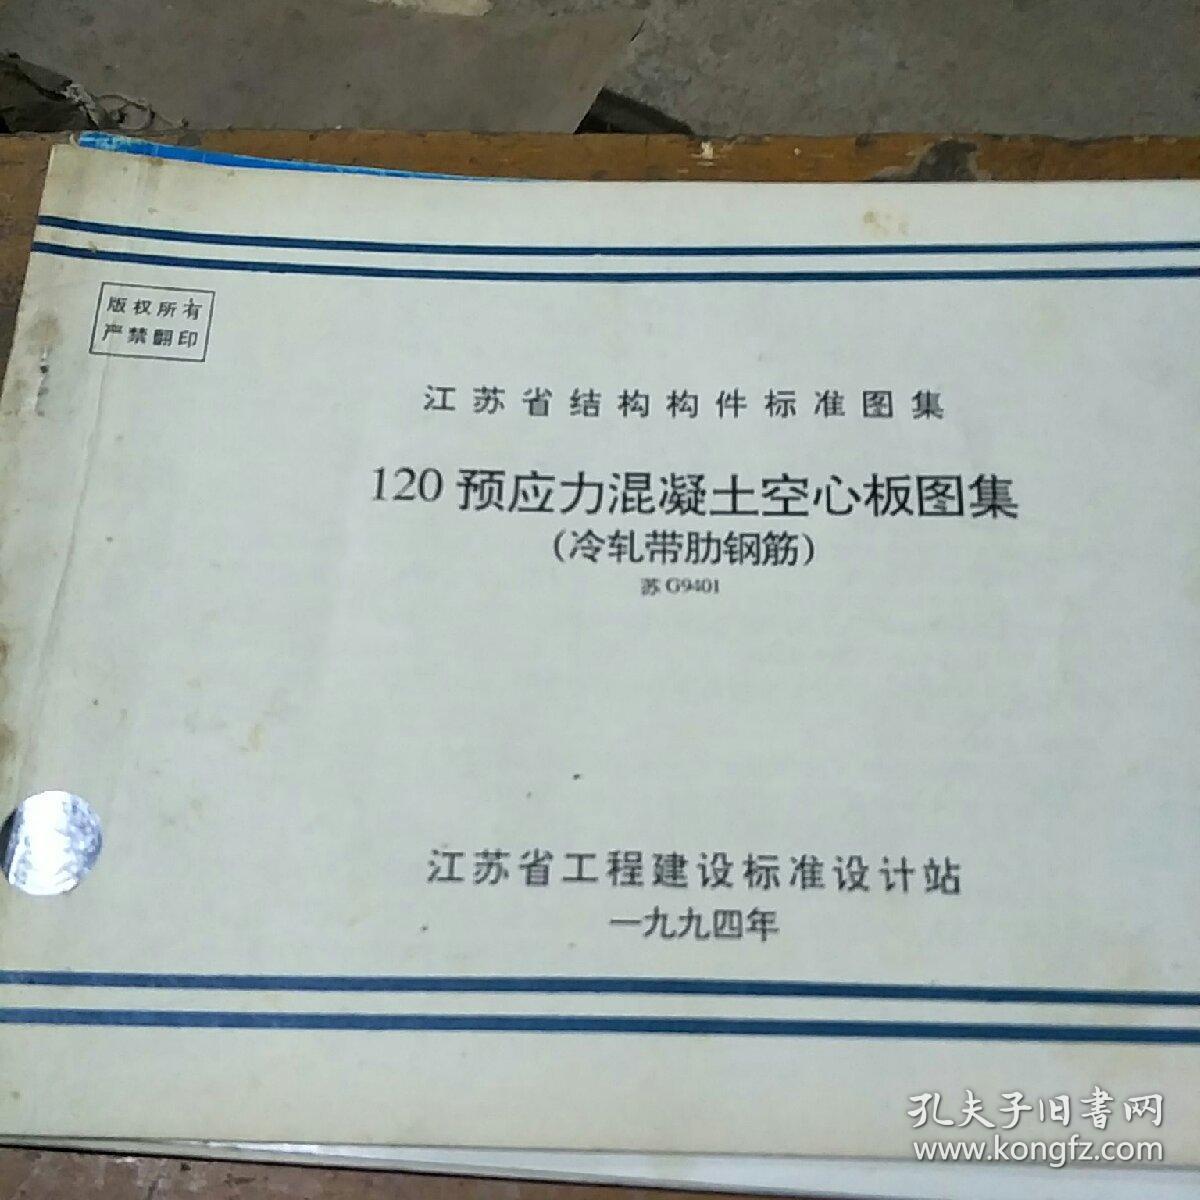 版权所有
严禁翻印
江苏省结构构件标准图集
120预应力混凝土空心板图集
(冷轧带肋钢筋)
苏G9401
江苏省工程建设标准设计站
一九九四年
孔夫子旧书网
www.kongfz.com